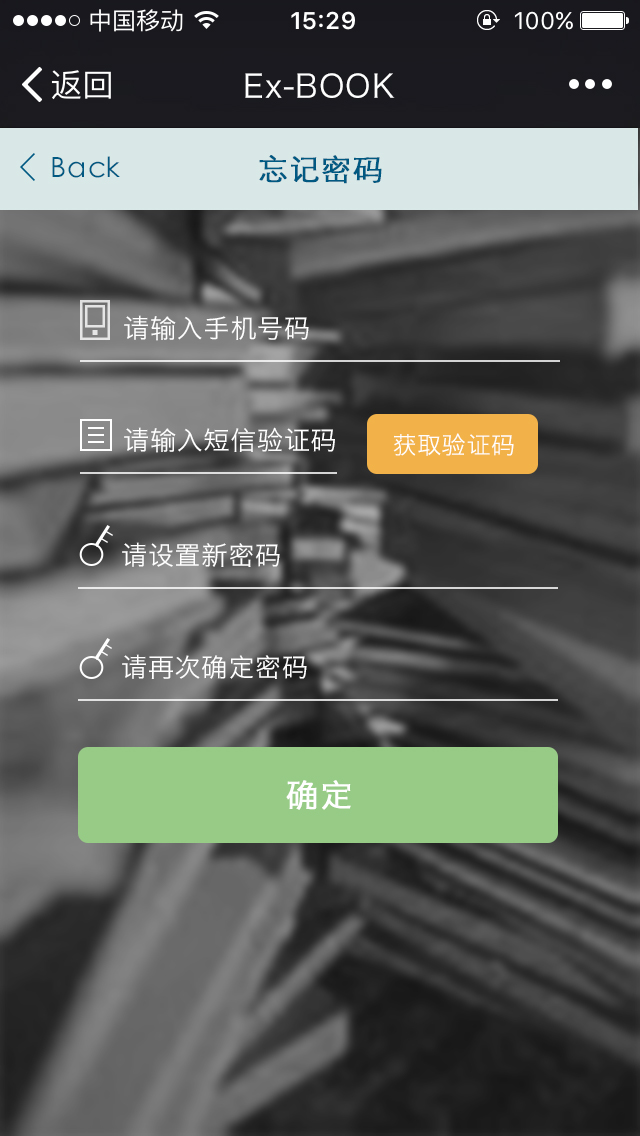 中国移动 15:29 100%
返回 Ex-BOOK
Back 忘记密码
请输入手机号码
请输入短信验证码 获取验证码
请设置新密码
请再次确定密码
确定